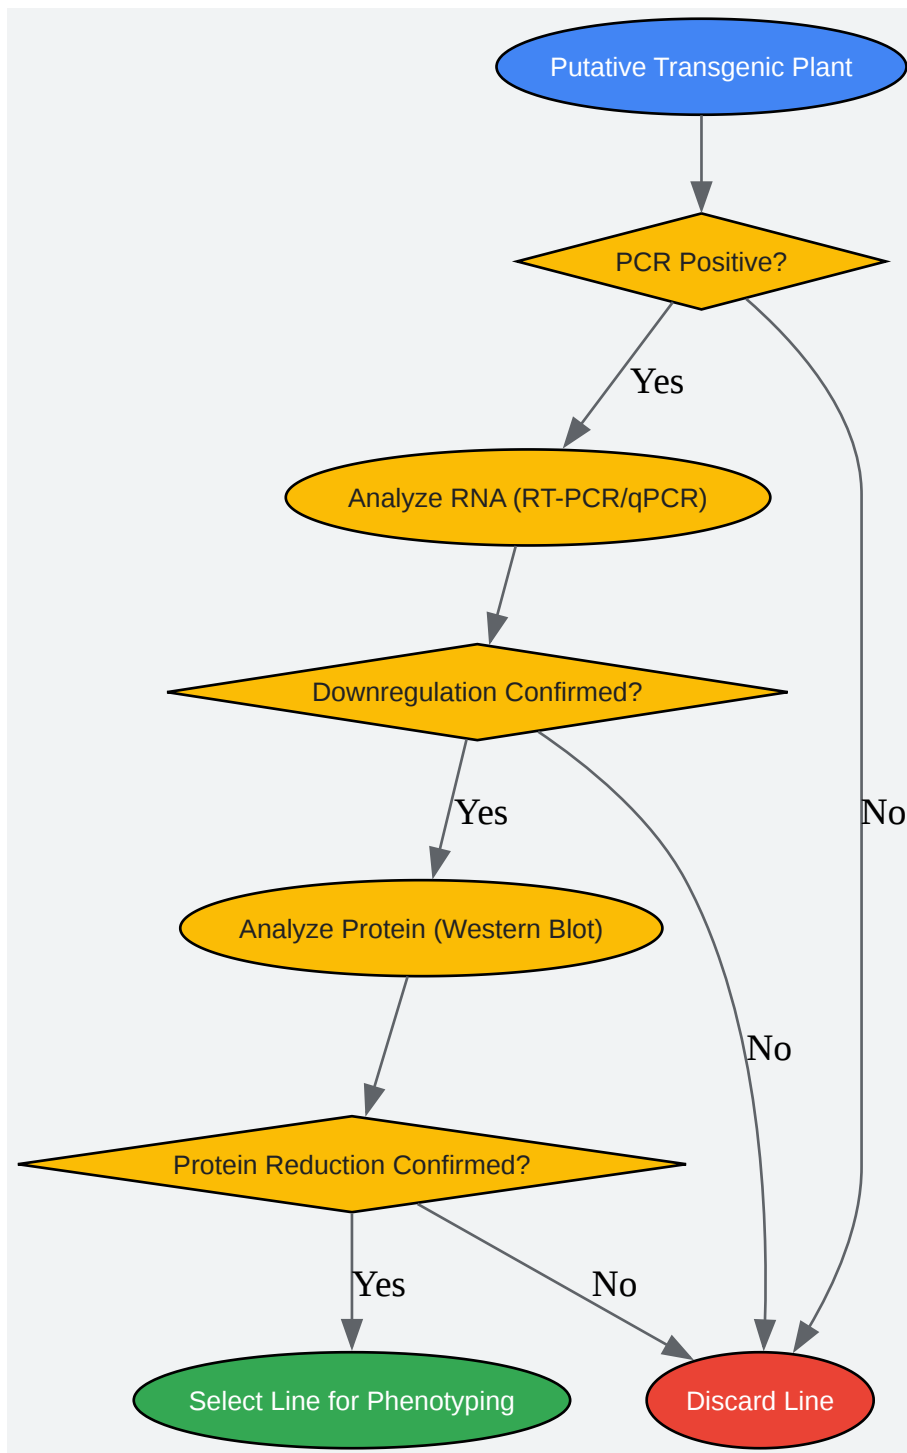 Putative Transgenic Plant
PCR Positive?
Yes
Analyze RNA (RT-PCR/qPCR)
Downregulation Confirmed?
Yes
No
Analyze Protein (Western Blot)
No
Protein Reduction Confirmed?
Yes
No
Select Line for Phenotyping
Discard Line